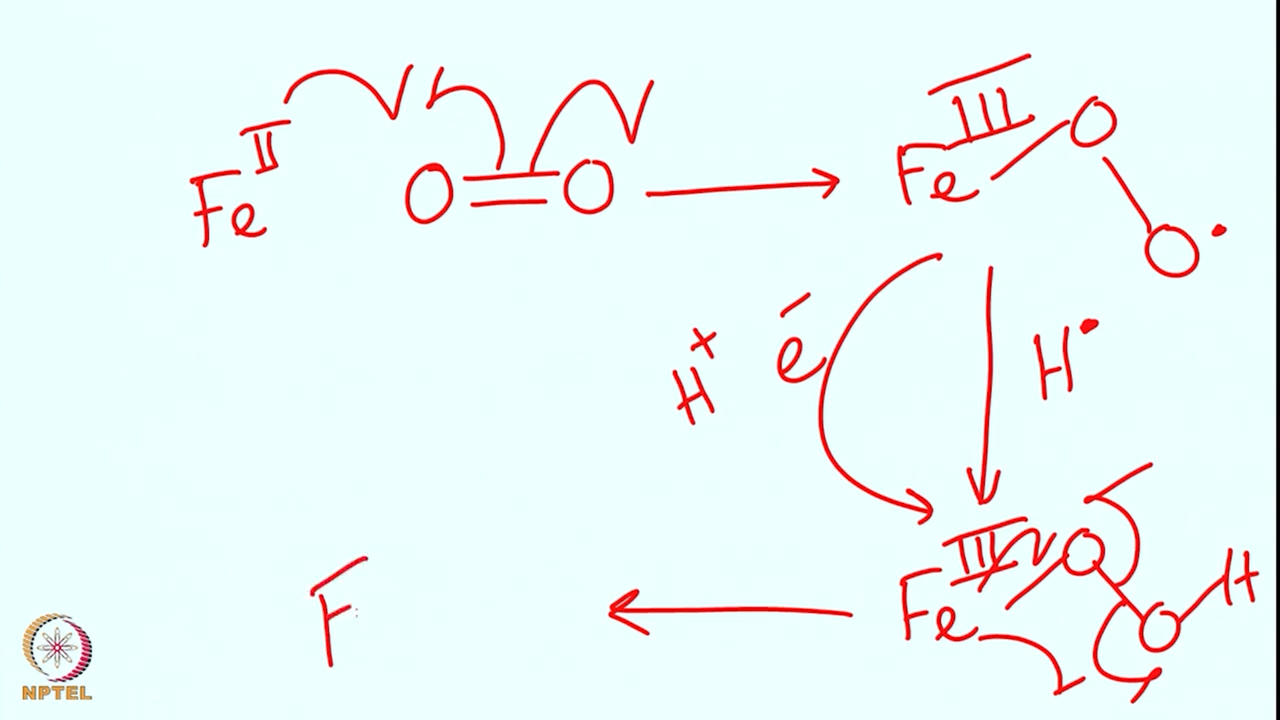 Fe II O=O → Fe III O O•
H+ e- H•
F ← Fe III O O H
NPTEL